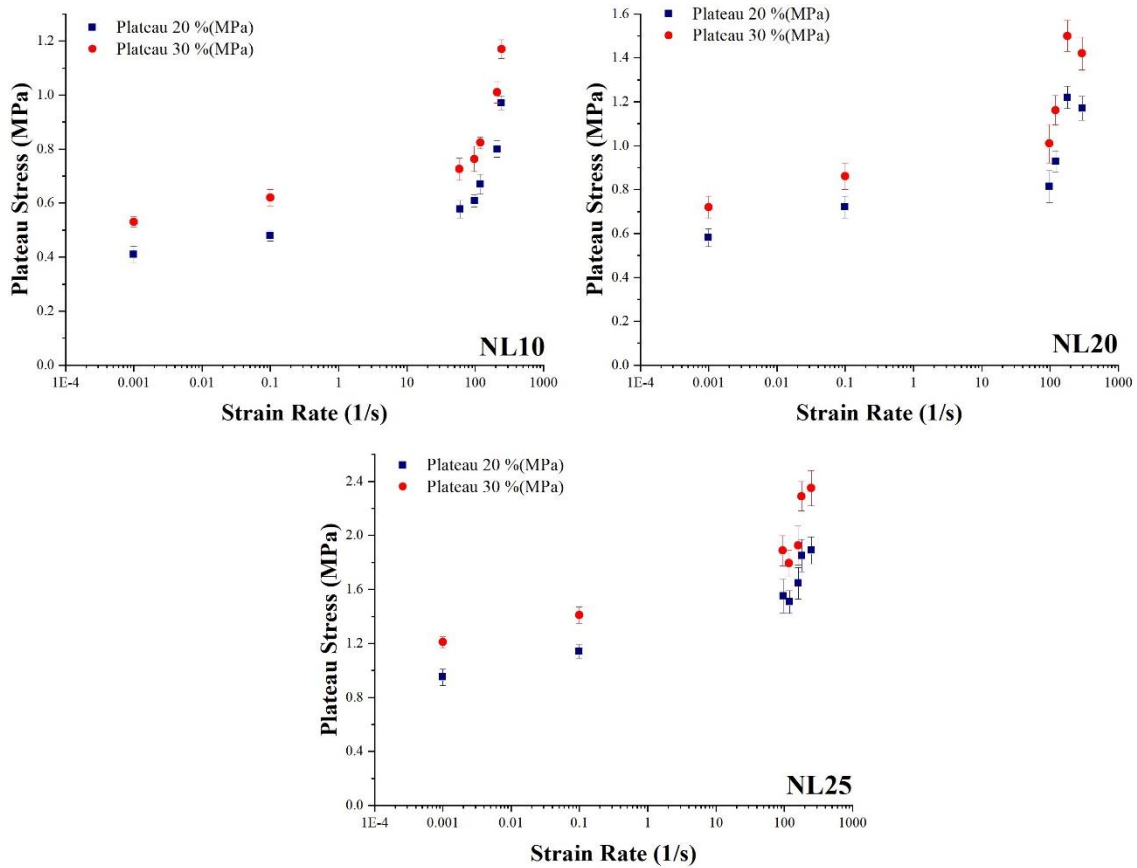 Plateau 20 %(MPa)
Plateau 30 %(MPa)
Plateau Stress (MPa)
1.2
1.0
0.8
0.6
0.4
0.2
0.0
NL10
1E-4 0.001 0.01 0.1 1 10 100 1000
Strain Rate (1/s)
Plateau 20 %(MPa)
Plateau 30 %(MPa)
Plateau Stress (MPa)
1.6
1.4
1.2
1.0
0.8
0.6
0.4
0.2
0.0
NL20
1E-4 0.001 0.01 0.1 1 10 100 1000
Strain Rate (1/s)
Plateau 20 %(MPa)
Plateau 30 %(MPa)
Plateau Stress (MPa)
2.4
2.0
1.6
1.2
0.8
0.4
0.0
NL25
1E-4 0.001 0.01 0.1 1 10 100 1000
Strain Rate (1/s)